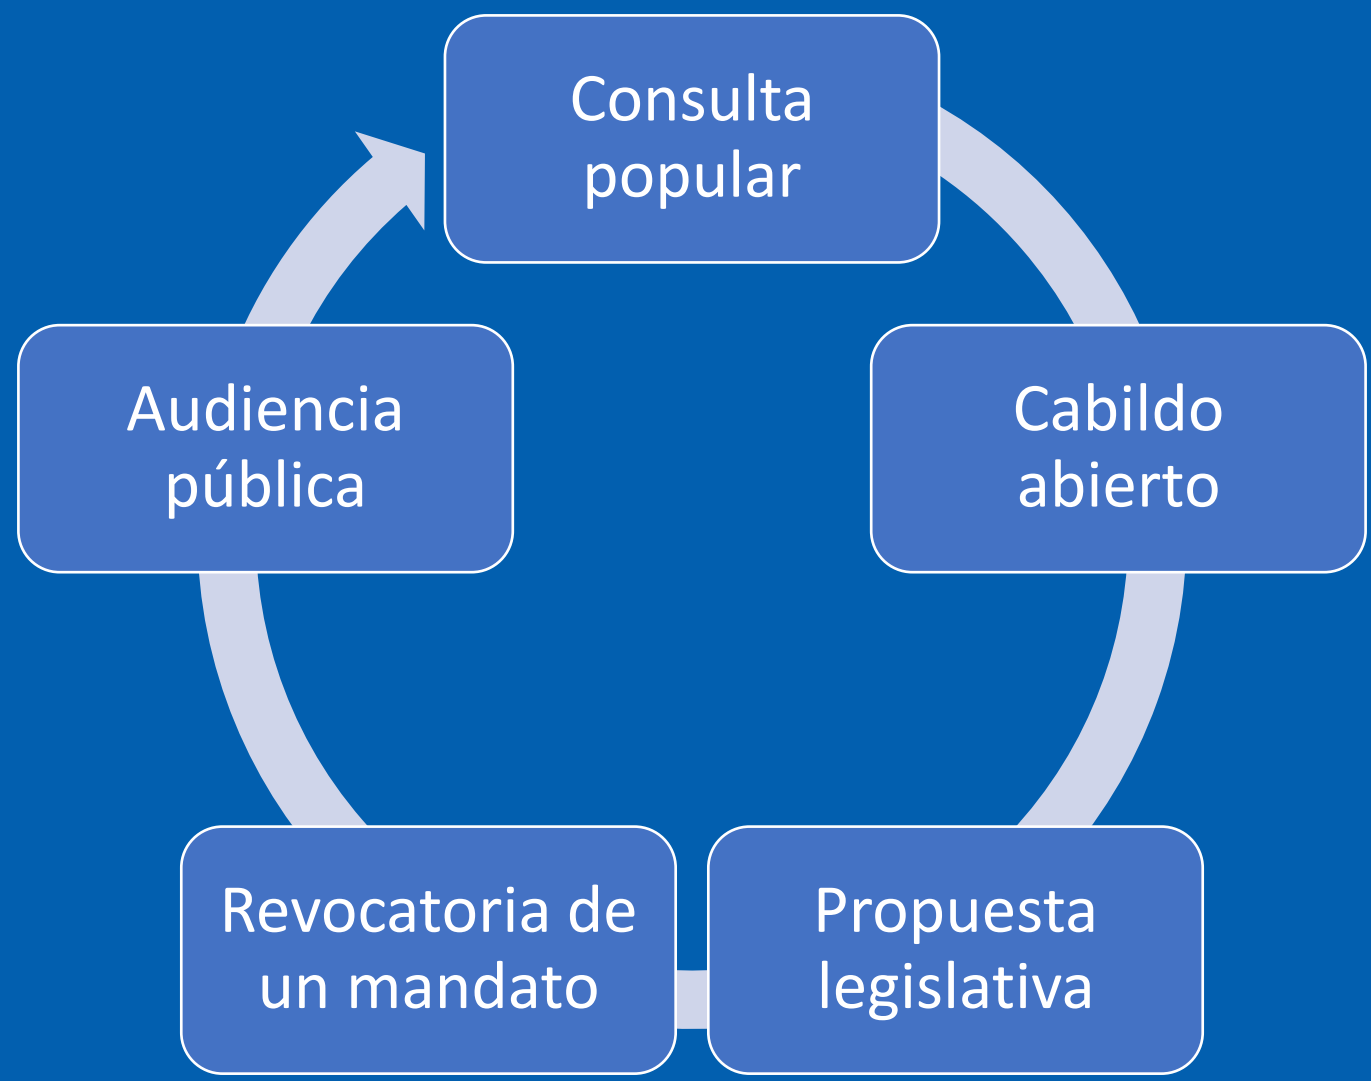 Consulta
popular
Cabildo
abierto
Propuesta
legislativa
Revocatoria de
un mandato
Audiencia
pública